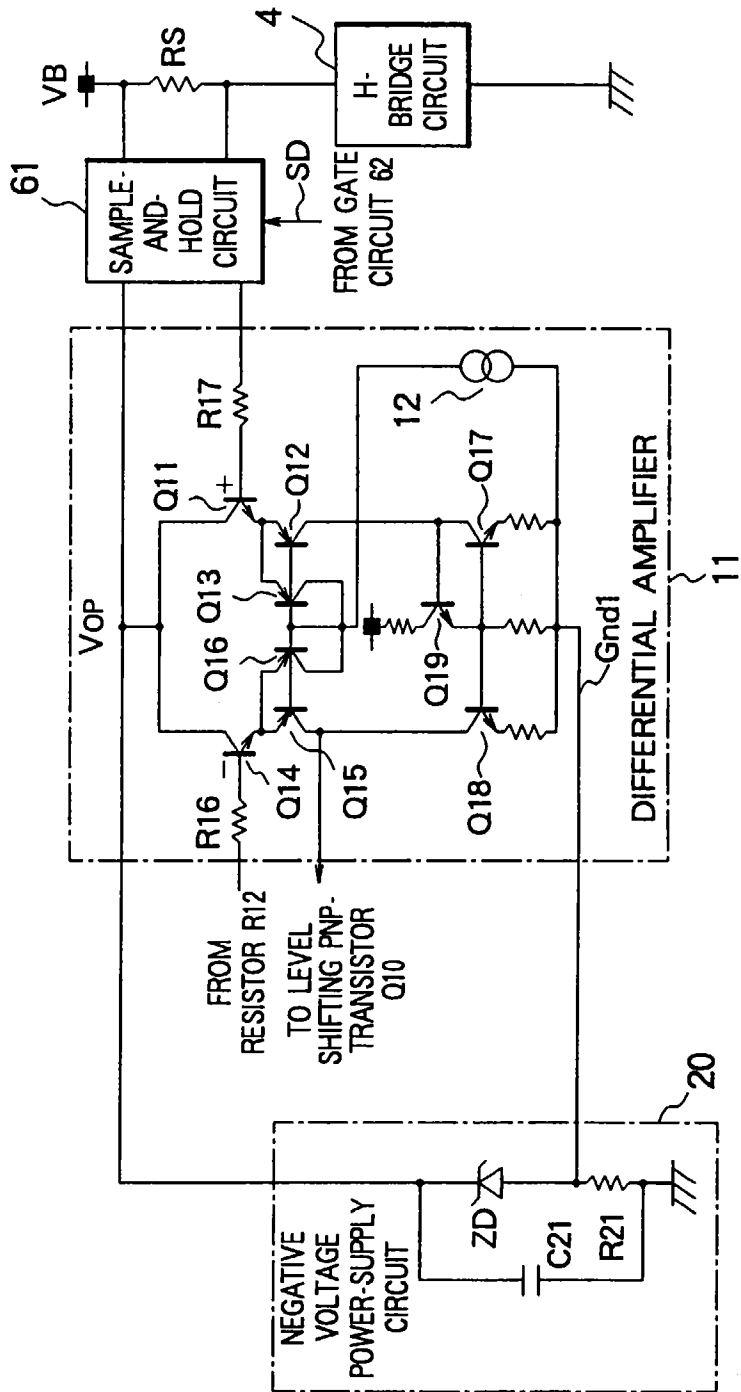 VB
RS
4
H-
BRIDGE
CIRCUIT
61
SAMPLE-
AND-
HOLD
CIRCUIT
SD
FROM GATE
CIRCUIT 62
VOP
R17
Q11
+
Q12
Q13
Q16
−
Q14
Q15
R16
FROM
RESISTOR R12
TO LEVEL
SHIFTING PNP-
TRANSISTOR
Q10
12
Q17
Q19
Q18
Gnd1
DIFFERENTIAL AMPLIFIER
11
NEGATIVE
VOLTAGE
POWER-SUPPLY
CIRCUIT
ZD
C21
R21
20